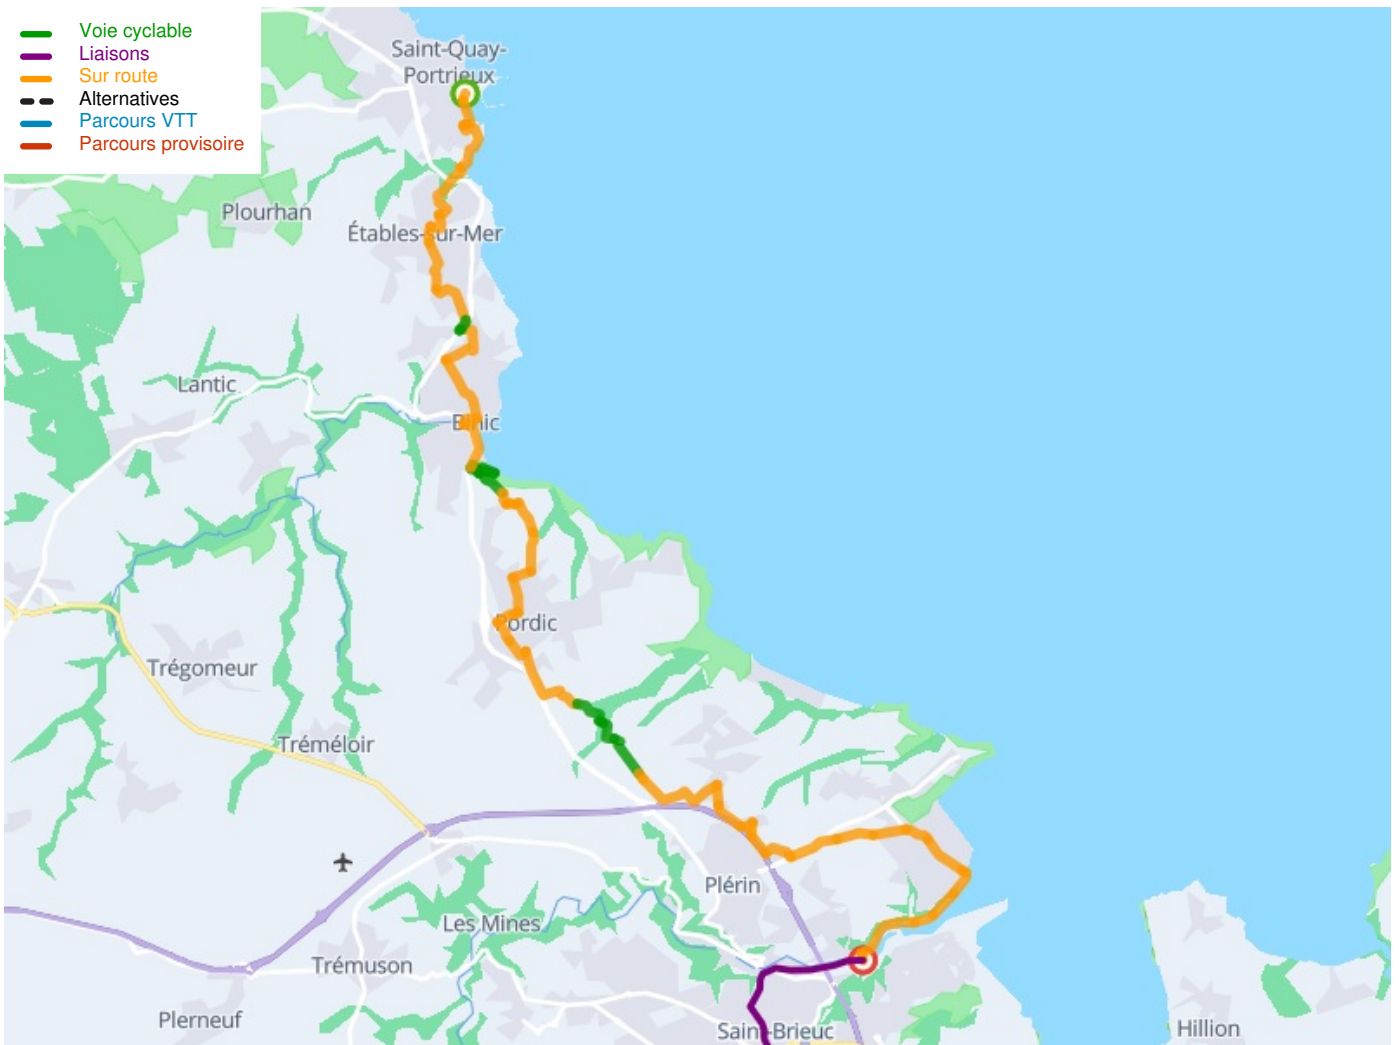 Voie cyclable
Liaisons
Sur route
Alternatives
Parcours VTT
Parcours provisoire
Saint-Quay-
Portrieux
Plourhan
Étables-sur-Mer
Lantic
Binic
Pordic
Trégomeur
Tréméloir
Plérin
Les Mines
Trémuson
Plerneuf
Saint-Brieuc
Hillion